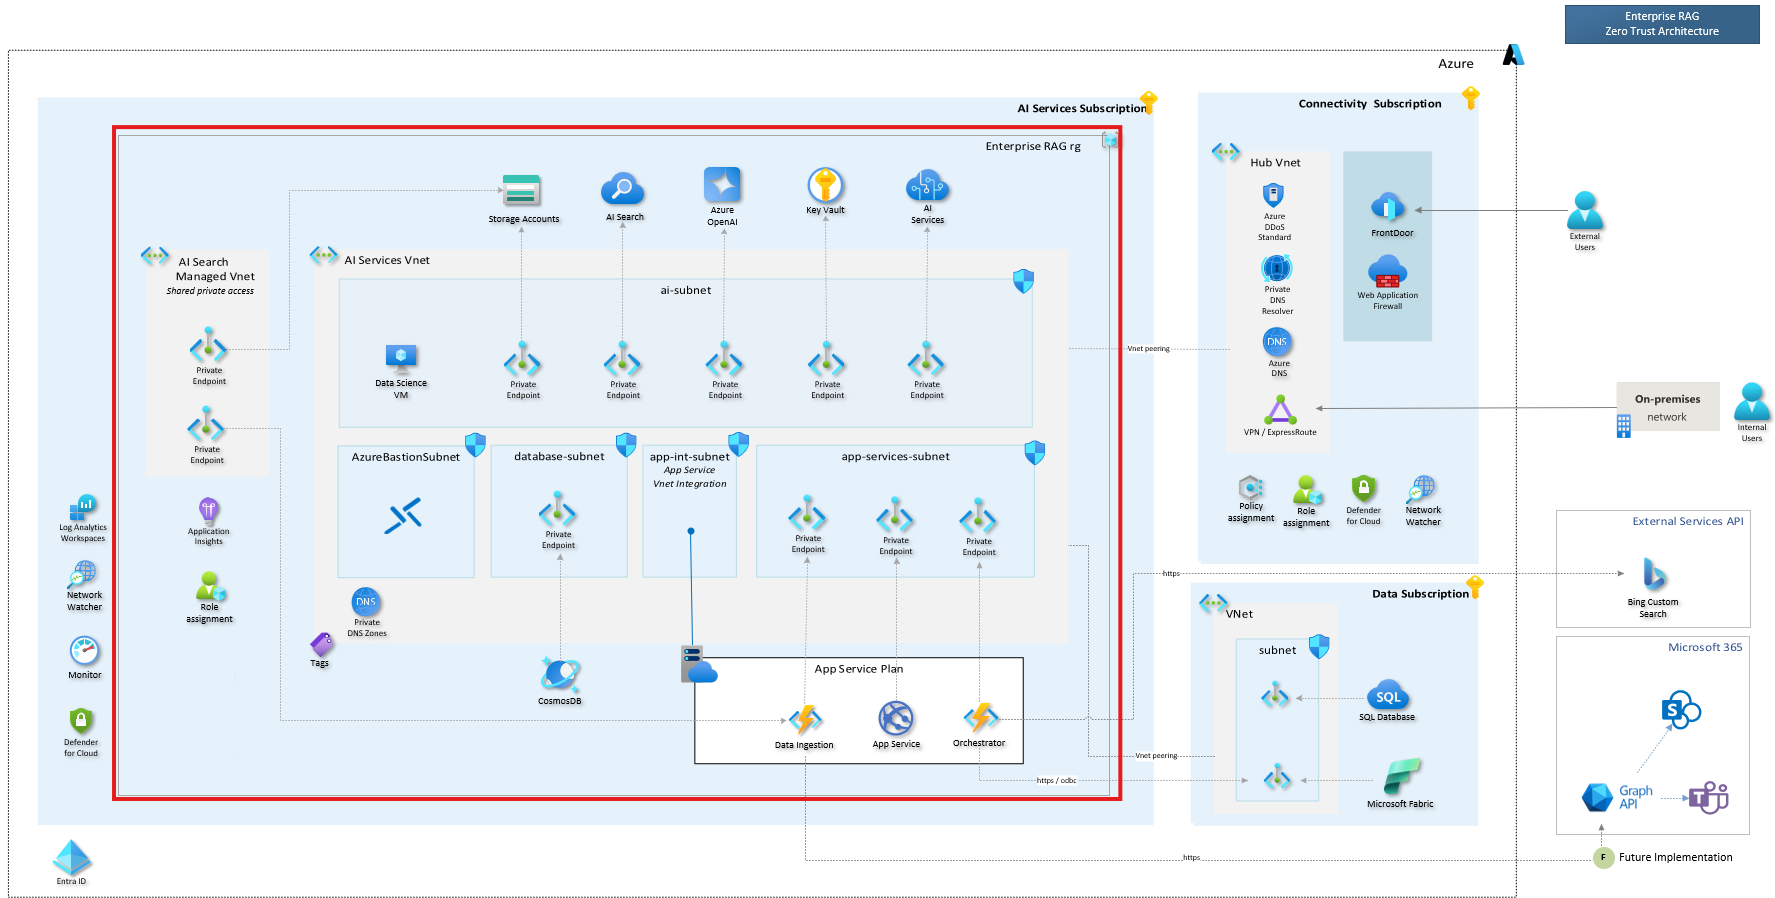 Enterprise RAG
Zero Trust Architecture
Azure
AI Services Subscription
Connectivity Subscription
Enterprise RAG rg
Storage Accounts
AI Search
Azure
OpenAI
Key Vault
AI
Services
AI Search
Managed Vnet
Shared private access
Private
Endpoint
Private
Endpoint
AI Services Vnet
ai-subnet
Data Science
VM
Private
Endpoint
Private
Endpoint
Private
Endpoint
Private
Endpoint
Private
Endpoint
AzureBastionSubnet
database-subnet
Private
Endpoint
app-int-subnet
App Service
Vnet Integration
app-services-subnet
Private
Endpoint
Private
Endpoint
Private
Endpoint
DNS
Private
DNS Zones
Tags
Log Analytics
Workspaces
Application
Insights
Network
Watcher
Role
assignment
Monitor
Defender
for Cloud
CosmosDB
App Service Plan
Data Ingestion
App Service
Orchestrator
Entra ID
Vnet peering
Hub Vnet
Azure
DDoS
Standard
Private
DNS
Resolver
DNS
Azure
DNS
VPN / ExpressRoute
FrontDoor
Web Application
Firewall
External
Users
On-premises
network
Internal
Users
Policy
assignment
Role
assignment
Defender
for Cloud
Network
Watcher
https
Data Subscription
VNet
subnet
SQL
SQL Database
Microsoft Fabric
Vnet peering
https / odbc
https
External Services API
Bing Custom
Search
Microsoft 365
S
Graph
API
T
F
Future Implementation